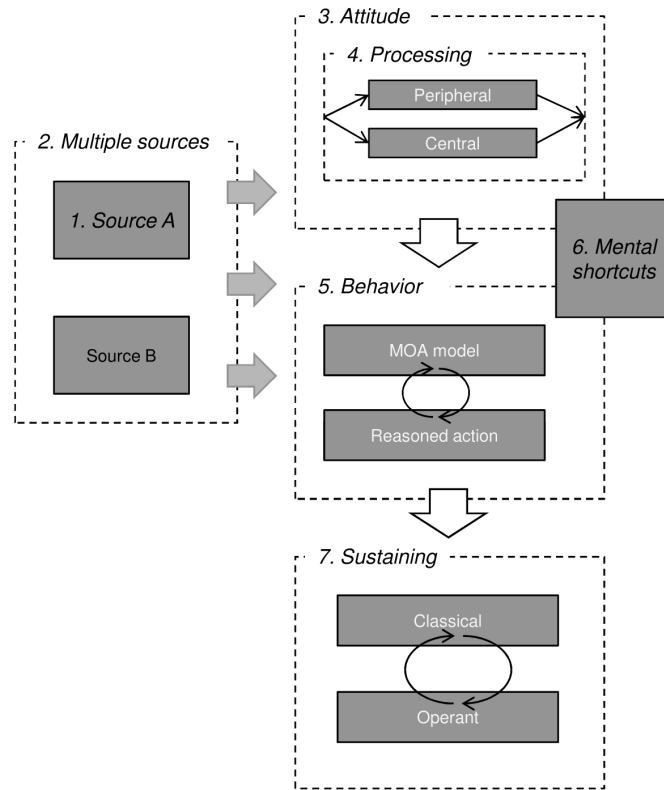 3. Attitude
4. Processing
Peripheral
Central
2. Multiple sources
1. Source A
Source B
6. Mental
shortcuts
5. Behavior
MOA model
Reasoned action
7. Sustaining
Classical
Operant